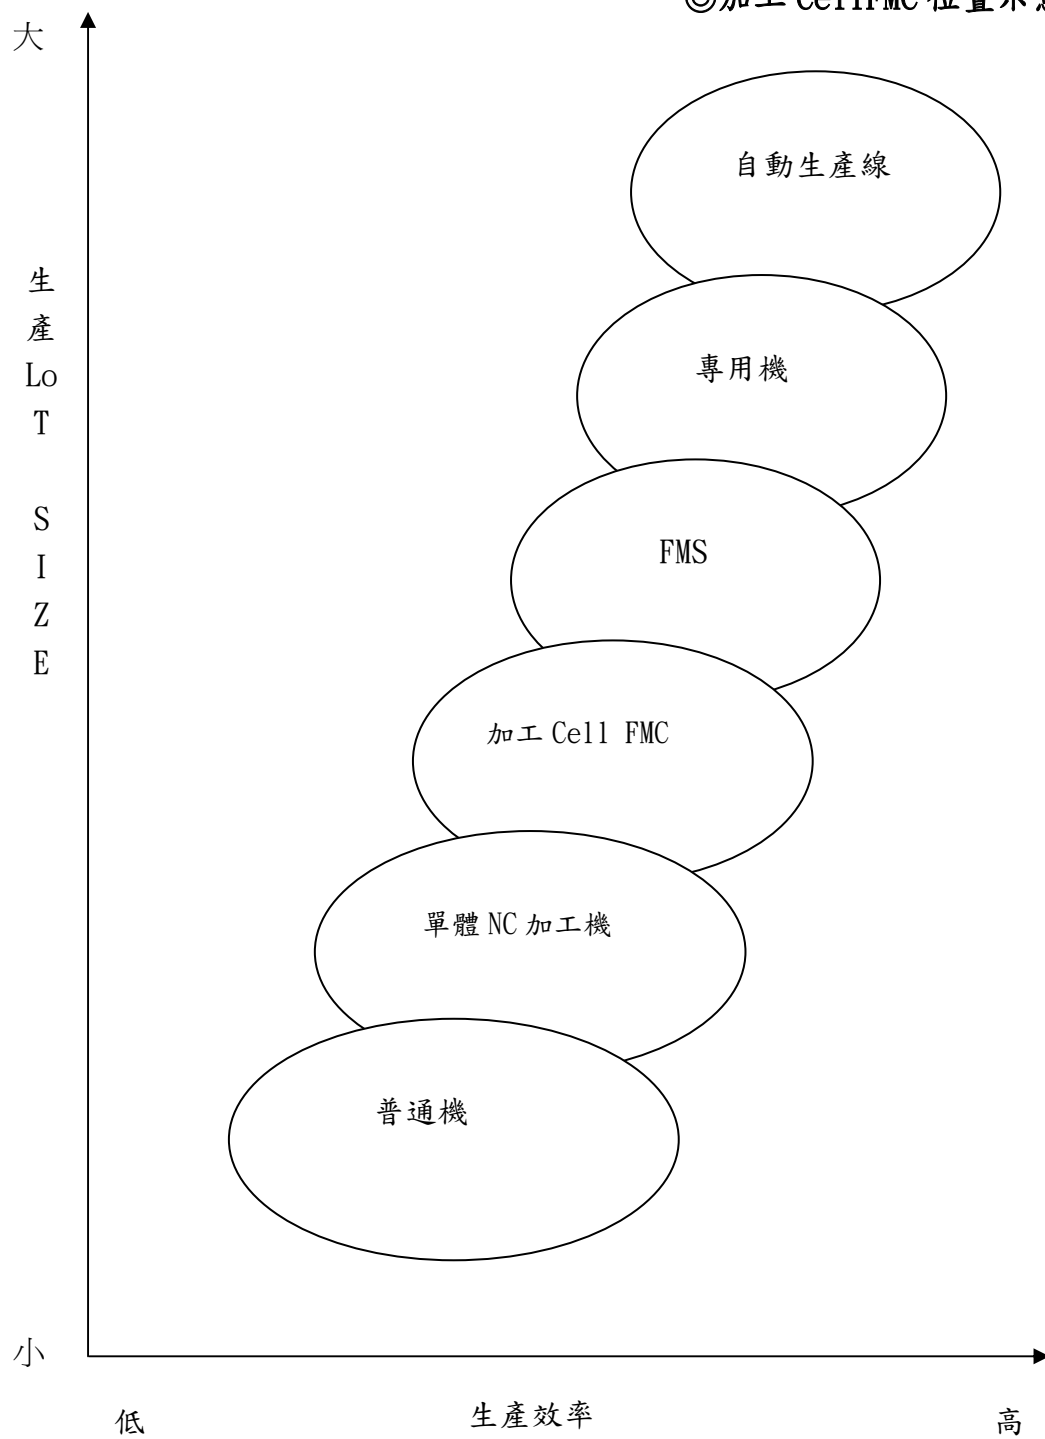 ◎加工 CellFMC 位置示意
大
自動生產線
生
產
Lo
T
S
I
Z
E
專用機
FMS
加工 Cell FMC
單體 NC 加工機
普通機
小
低
生產效率
高